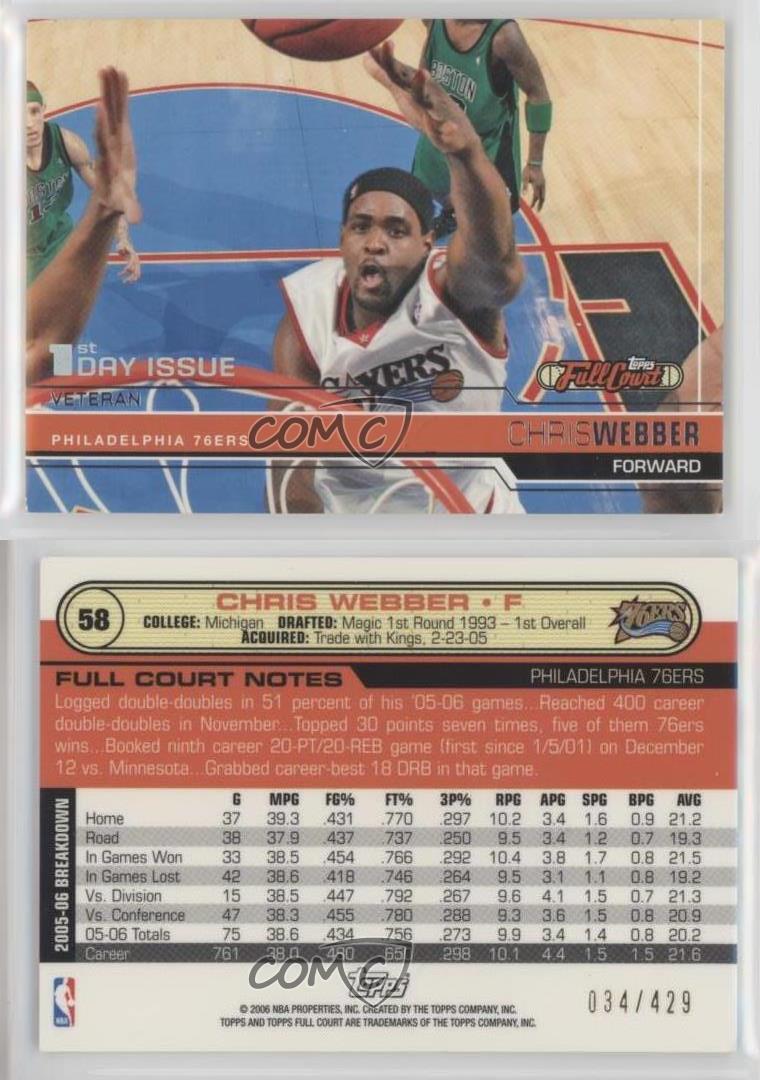 BOSTON
SIXERS
1st
DAY ISSUE
VETERAN
TOPPS
Full Court
PHILADELPHIA 76ERS
CHRISWEBBER
FORWARD
COMC
58
CHRIS WEBBER • F
COLLEGE: Michigan DRAFTED: Magic 1st Round 1993 – 1st Overall
ACQUIRED: Trade with Kings, 2-23-05
76ERS
FULL COURT NOTES
PHILADELPHIA 76ERS
Logged double-doubles in 51 percent of his '05-06 games...Reached 400 career
double-doubles in November...Topped 30 points seven times, five of them 76ers
wins...Booked ninth career 20-PT/20-REB game (first since 1/5/01) on December
12 vs. Minnesota...Grabbed career-best 18 DRB in that game.
2005-06 BREAKDOWN
G MPG FG% FT% 3P% RPG APG SPG BPG AVG
Home 37 39.3 .431 .770 .297 10.2 3.4 1.6 0.9 21.2
Road 38 37.9 .437 .737 .250 9.5 3.4 1.2 0.7 19.3
In Games Won 33 38.5 .454 .766 .292 10.4 3.8 1.7 0.8 21.5
In Games Lost 42 38.6 .418 .746 .264 9.5 3.1 1.1 0.8 19.2
Vs. Division 15 38.5 .447 .792 .267 9.6 4.1 1.5 0.7 21.3
Vs. Conference 47 38.3 .455 .780 .288 9.3 3.6 1.5 0.8 20.9
05-06 Totals 75 38.6 .434 .756 .273 9.9 3.4 1.4 0.8 20.2
Career 761 38.0 .480 .651 .298 10.1 4.4 1.5 1.5 21.6
COMC
TOPPS
NBA
© 2006 NBA PROPERTIES, INC. CREATED BY THE TOPPS COMPANY, INC.
TOPPS AND TOPPS FULL COURT ARE TRADEMARKS OF THE TOPPS COMPANY, INC.
034/429